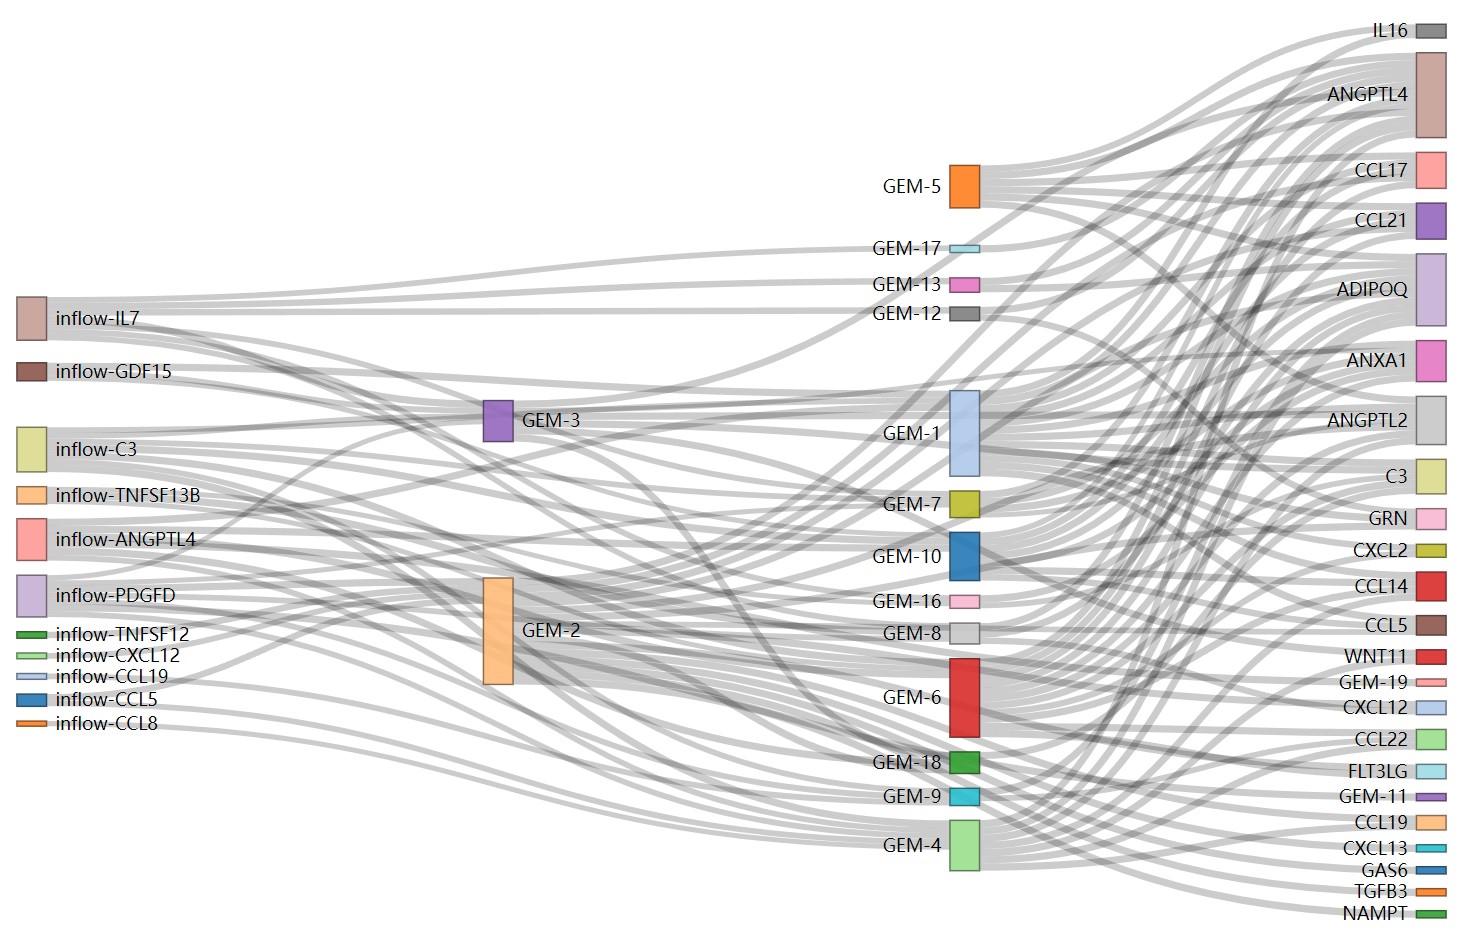 inflow-IL7
inflow-GDF15
inflow-C3
inflow-TNFSF13B
inflow-ANGPTL4
inflow-PDGFD
inflow-TNFSF12
inflow-CXCL12
inflow-CCL19
inflow-CCL5
inflow-CCL8
GEM-3
GEM-2
GEM-5
GEM-17
GEM-13
GEM-12
GEM-1
GEM-7
GEM-10
GEM-16
GEM-8
GEM-6
GEM-18
GEM-9
GEM-4
IL16
ANGPTL4
CCL17
CCL21
ADIPOQ
ANXA1
ANGPTL2
C3
GRN
CXCL2
CCL14
CCL5
WNT11
GEM-19
CXCL12
CCL22
FLT3LG
GEM-11
CCL19
CXCL13
GAS6
TGFB3
NAMPT